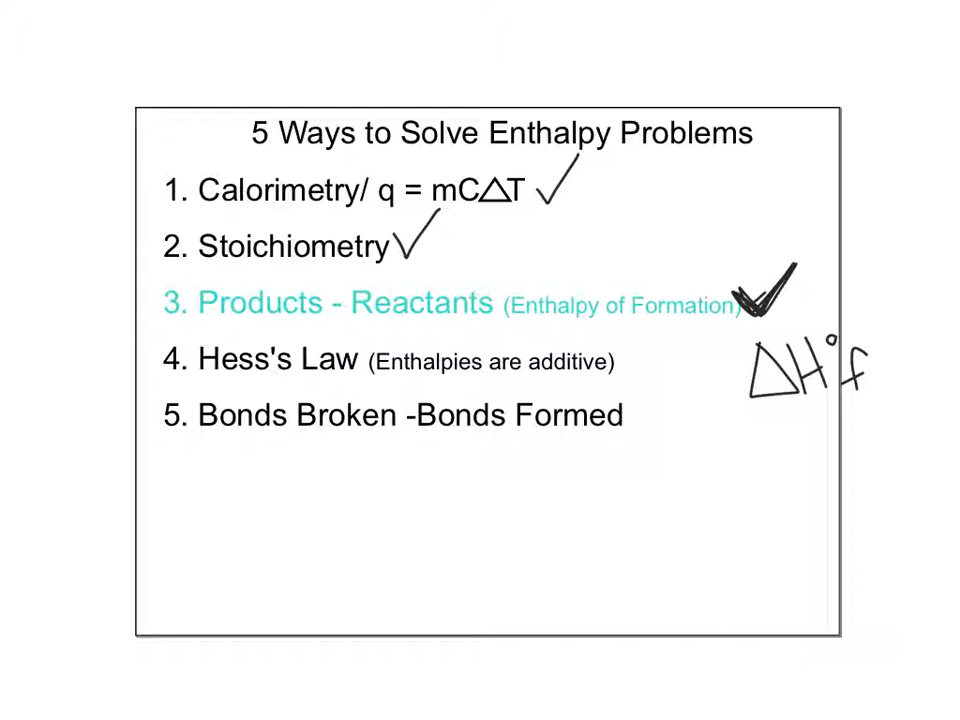 5 Ways to Solve Enthalpy Problems
1. Calorimetry/ q = mC△T
2. Stoichiometry
3. Products - Reactants (Enthalpy of Formation)
4. Hess's Law (Enthalpies are additive)
△H°f
5. Bonds Broken -Bonds Formed